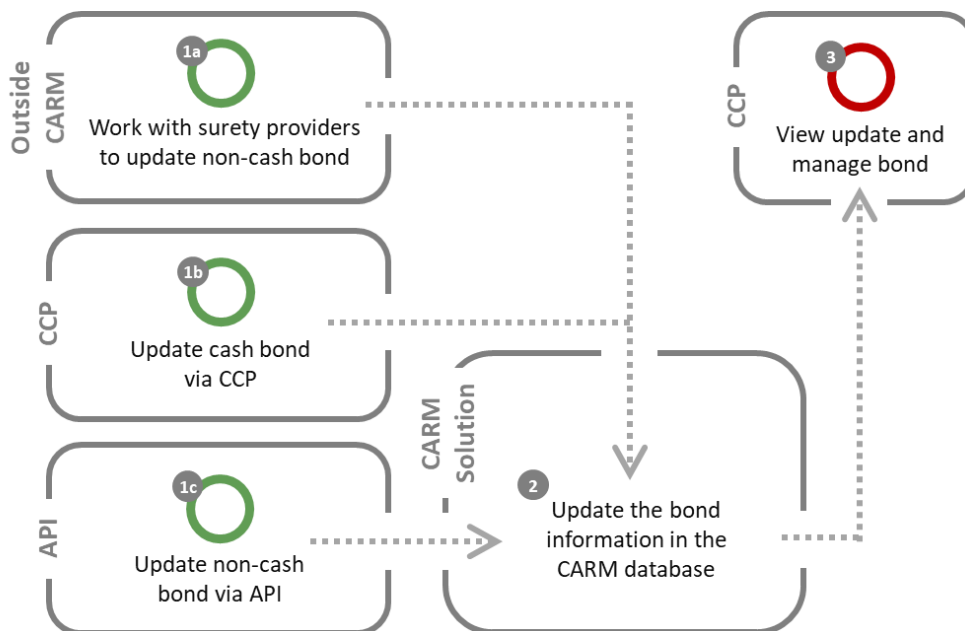 Outside
CARM
1a
Work with surety providers
to update non-cash bond
CCP
1b
Update cash bond
via CCP
API
1c
Update non-cash
bond via API
CARM
Solution
2
Update the bond
information in the
CARM database
CCP
3
View update and
manage bond